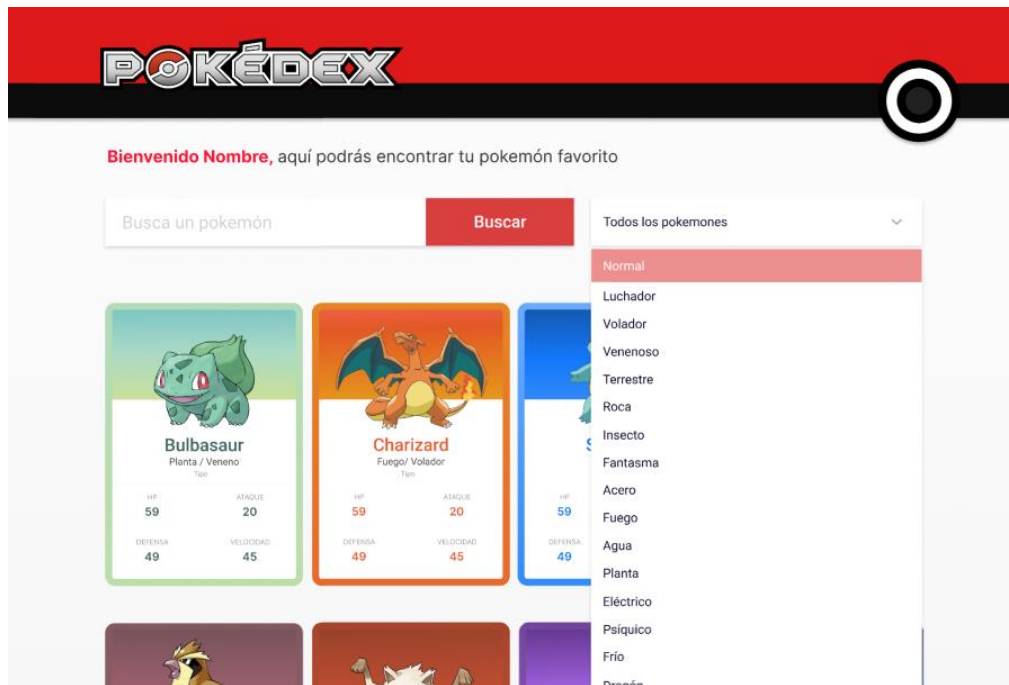 POKÉDEX
Bienvenido Nombre, aquí podrás encontrar tu pokemón favorito
Busca un pokemón
Buscar
Todos los pokemones
Normal
Luchador
Volador
Venenoso
Terrestre
Roca
Insecto
Fantasma
Acero
Fuego
Agua
Planta
Eléctrico
Psíquico
Frío
Dragón
Bulbasaur
Planta / Veneno
Tipo
HP
ATAQUE
59
20
DEFENSA
VELOCIDAD
49
45
Charizard
Fuego/ Volador
Tipo
HP
ATAQUE
59
20
DEFENSA
VELOCIDAD
49
45
HP
59
DEFENSA
49